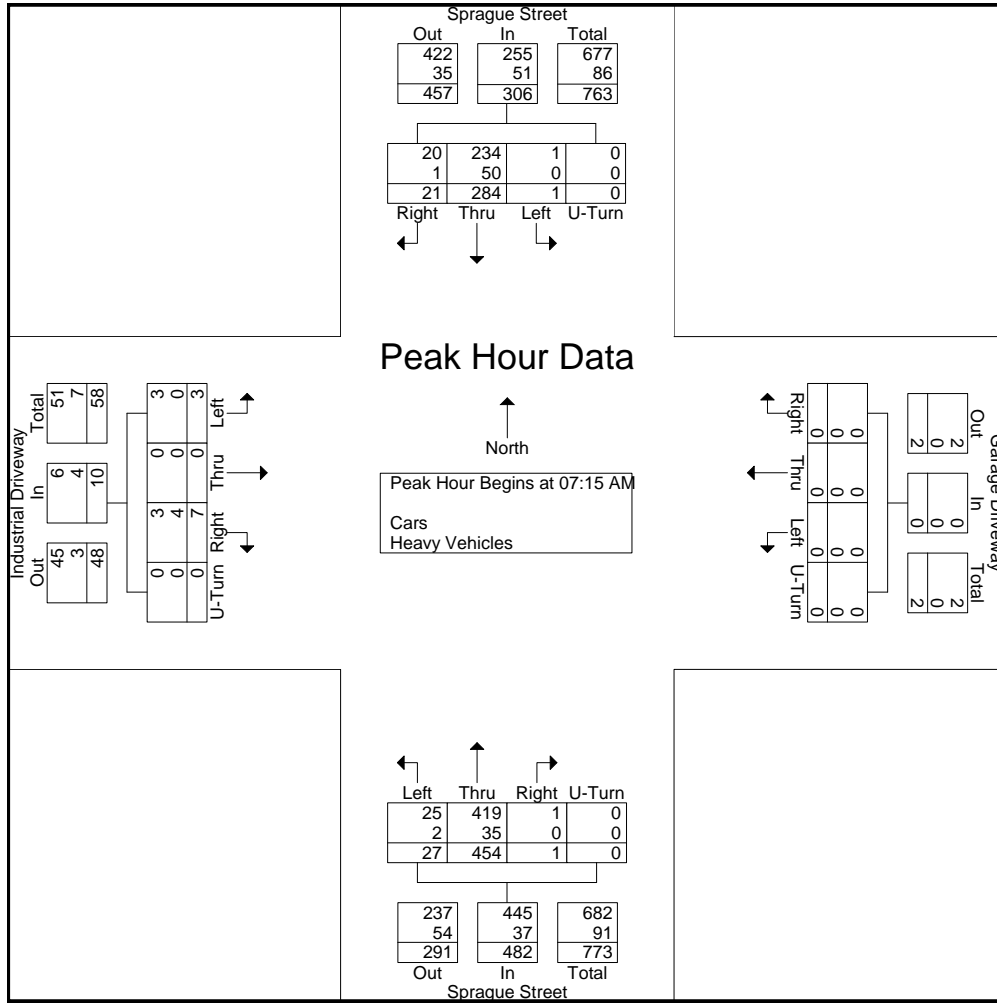 Sprague Street
Out In Total
422 255 677
35 51 86
457 306 763
20 234 1 0
1 50 0 0
21 284 1 0
Right Thru Left U-Turn
Peak Hour Data
North
Peak Hour Begins at 07:15 AM
Cars
Heavy Vehicles
Industrial Driveway
Out In Total
45 6 51
3 4 7
48 10 58
U-Turn Right Thru Left
0 3 0 3
0 4 0 0
0 7 0 3
Garage Driveway
Out In Total
2 0 2
0 0 0
2 0 2
Right Thru Left U-Turn
0 0 0 0
0 0 0 0
0 0 0 0
Left Thru Right U-Turn
25 419 1 0
2 35 0 0
27 454 1 0
237 445 682
54 37 91
291 482 773
Out In Total
Sprague Street